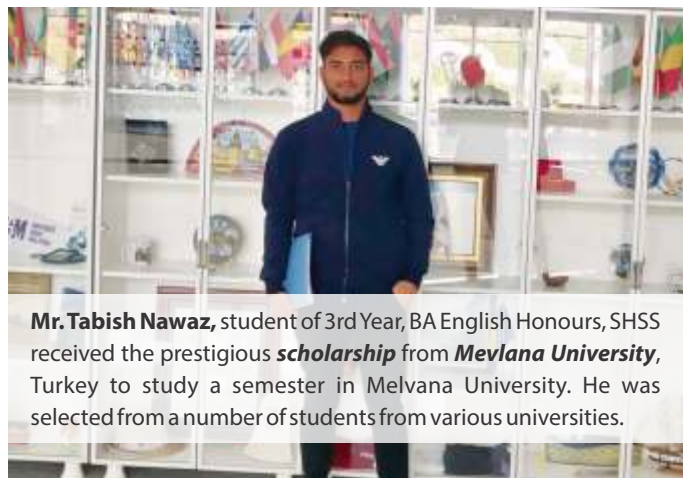 Mr. Tabish Nawaz, student of 3rd Year, BA English Honours, SHSS
received the prestigious scholarship from Mevlana University,
Turkey to study a semester in Melvana University. He was
selected from a number of students from various universities.